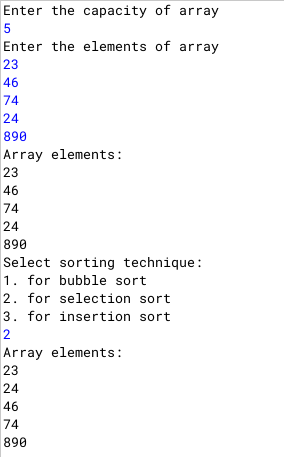 Enter the capacity of array
5
Enter the elements of array
23
46
74
24
890
Array elements:
23
46
74
24
890
Select sorting technique:
1. for bubble sort
2. for selection sort
3. for insertion sort
2
Array elements:
23
24
46
74
890